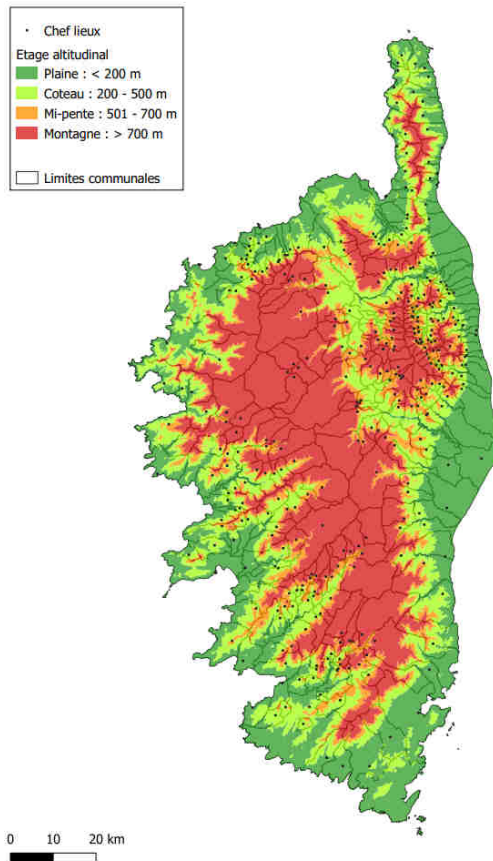 Chef lieux
Etage altitudinal
Plaine : < 200 m
Coteau : 200 - 500 m
Mi-pente : 501 - 700 m
Montagne : > 700 m
Limites communales
0 10 20 km